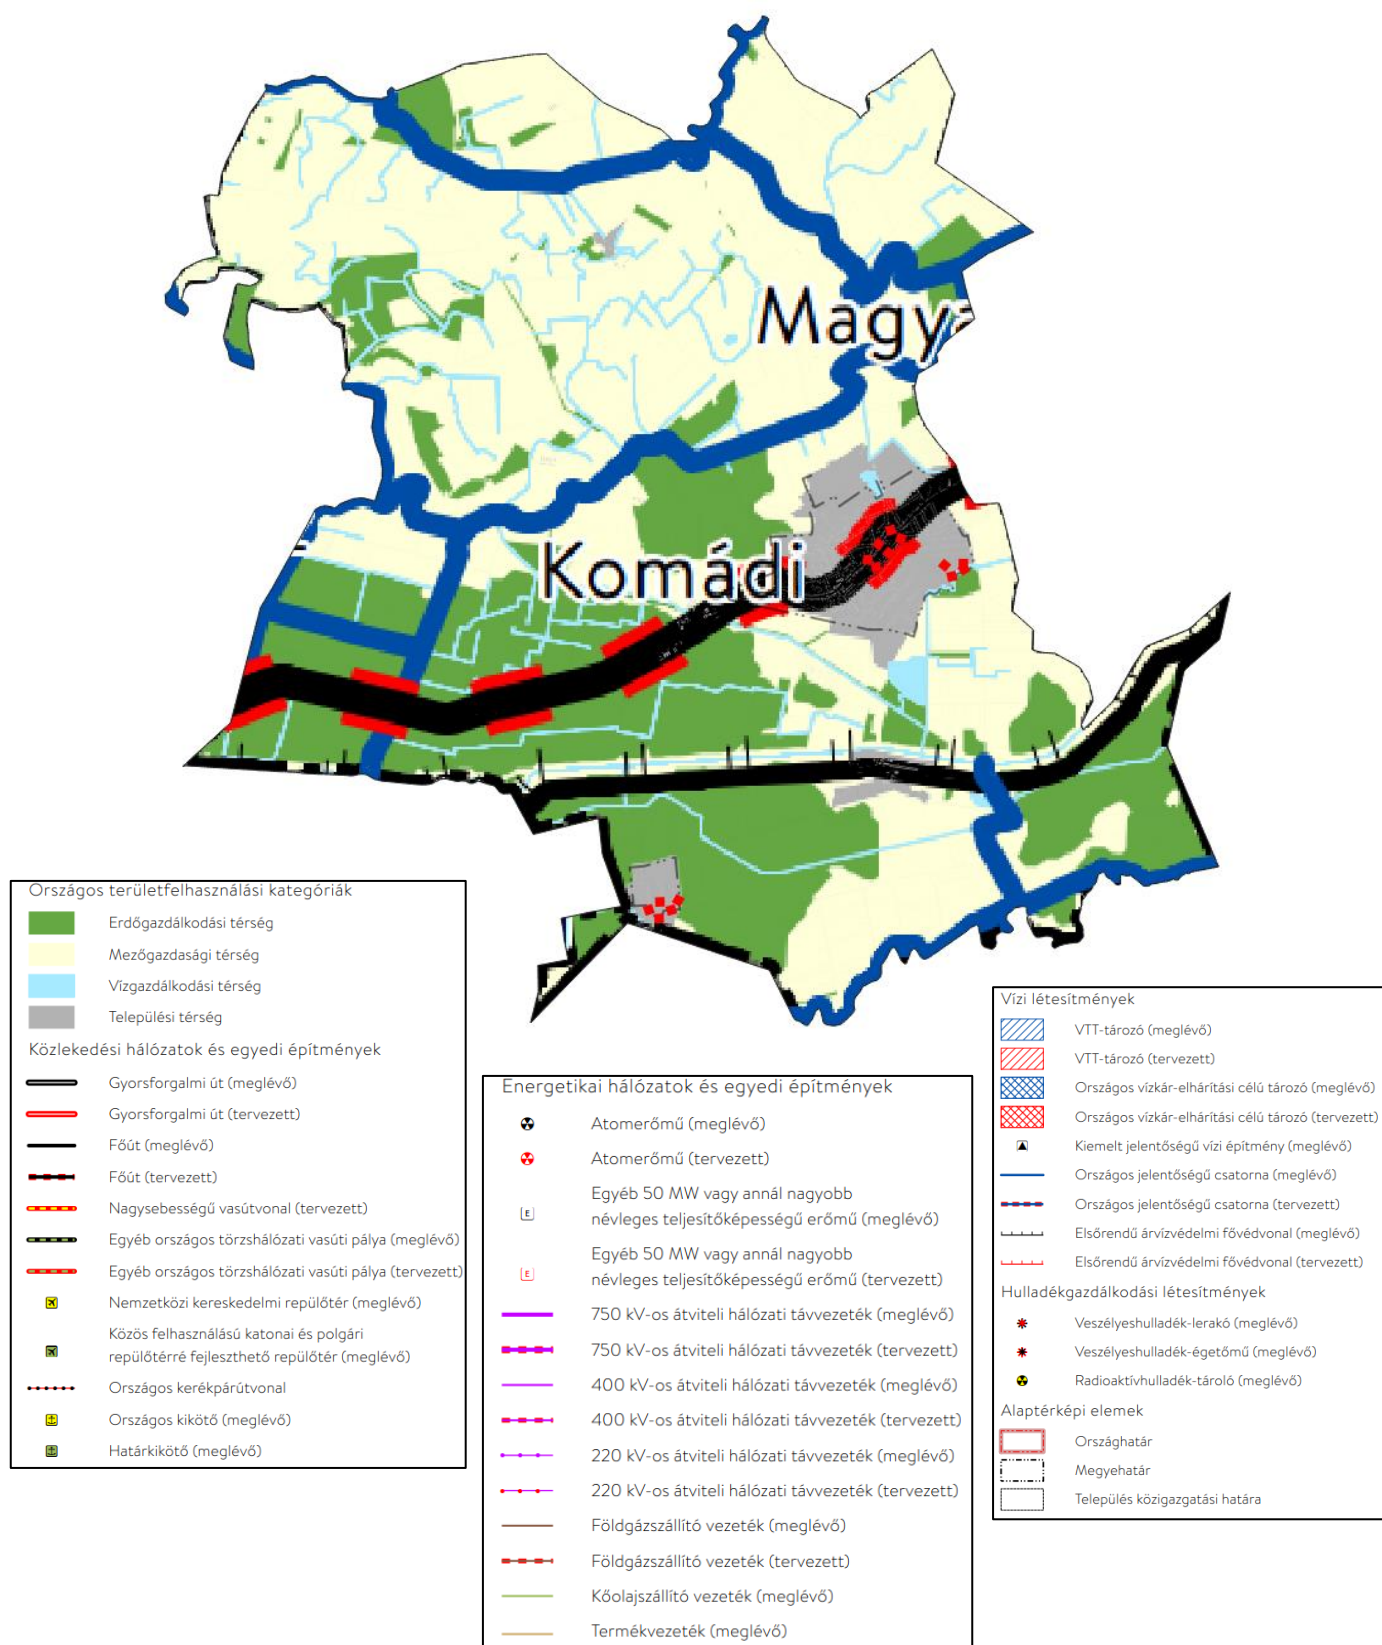 Magya
Komádi
Országos területfelhasználási kategóriák
Erdőgazdálkodási térség
Mezőgazdasági térség
Vízgazdálkodási térség
Települési térség
Közlekedési hálózatok és egyedi építmények
Gyorsforgalmi út (meglévő)
Gyorsforgalmi út (tervezett)
Főút (meglévő)
Főút (tervezett)
Nagysebességű vasútvonal (tervezett)
Egyéb országos törzshálózati vasúti pálya (meglévő)
Egyéb országos törzshálózati vasúti pálya (tervezett)
Nemzetközi kereskedelmi repülőtér (meglévő)
Közös felhasználású katonai és polgári
repülőtérré fejleszthető repülőtér (meglévő)
Országos kerékpárútvonal
Országos kikötő (meglévő)
Határkikötő (meglévő)
Energetikai hálózatok és egyedi építmények
Atomerőmű (meglévő)
Atomerőmű (tervezett)
Egyéb 50 MW vagy annál nagyobb
E névleges teljesítőképességű erőmű (meglévő)
Egyéb 50 MW vagy annál nagyobb
E névleges teljesítőképességű erőmű (tervezett)
750 kV-os átviteli hálózati távvezeték (meglévő)
750 kV-os átviteli hálózati távvezeték (tervezett)
400 kV-os átviteli hálózati távvezeték (meglévő)
400 kV-os átviteli hálózati távvezeték (tervezett)
220 kV-os átviteli hálózati távvezeték (meglévő)
220 kV-os átviteli hálózati távvezeték (tervezett)
Földgázszállító vezeték (meglévő)
Földgázszállító vezeték (tervezett)
Kőolajszállító vezeték (meglévő)
Termékvezeték (meglévő)
Vízi létesítmények
VTT-tározó (meglévő)
VTT-tározó (tervezett)
Országos vízkár-elhárítási célú tározó (meglévő)
Országos vízkár-elhárítási célú tározó (tervezett)
Kiemelt jelentőségű vízi építmény (meglévő)
Országos jelentőségű csatorna (meglévő)
Országos jelentőségű csatorna (tervezett)
Elsőrendű árvízvédelmi fővédvonal (meglévő)
Elsőrendű árvízvédelmi fővédvonal (tervezett)
Hulladékgazdálkodási létesítmények
Veszélyeshulladék-lerakó (meglévő)
Veszélyeshulladék-égetőmű (meglévő)
Radioaktívhulladék-tároló (meglévő)
Alaptérképi elemek
Országhatár
Megyehatár
Település közigazgatási határa